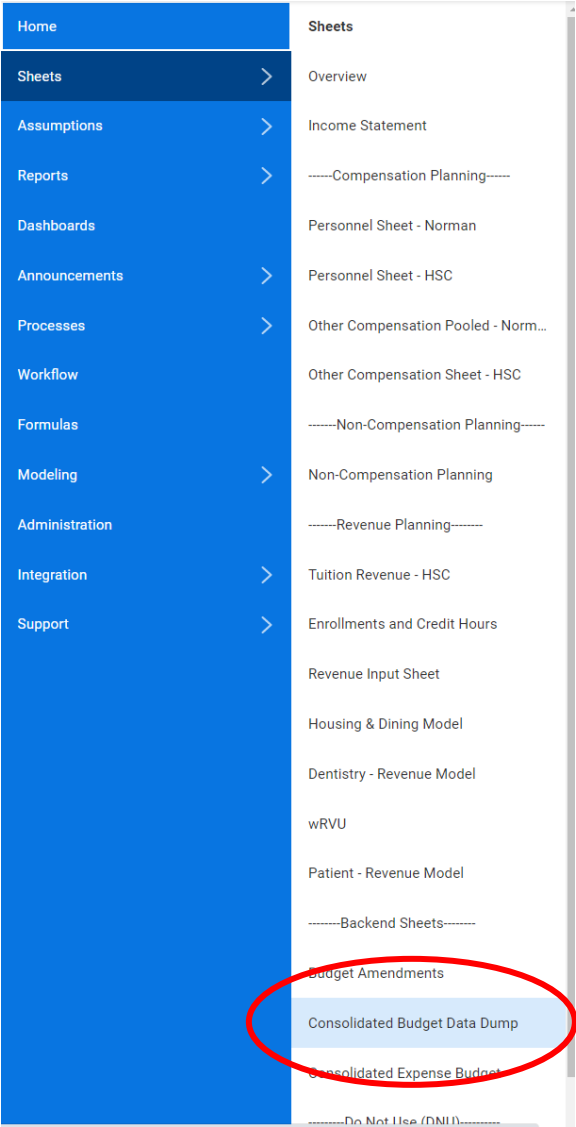 Home
Sheets
Assumptions
Reports
Dashboards
Announcements
Processes
Workflow
Formulas
Modeling
Administration
Integration
Support
Sheets
Overview
Income Statement
------Compensation Planning------
Personnel Sheet - Norman
Personnel Sheet - HSC
Other Compensation Pooled - Norm...
Other Compensation Sheet - HSC
-------Non-Compensation Planning------
Non-Compensation Planning
-------Revenue Planning--------
Tuition Revenue - HSC
Enrollments and Credit Hours
Revenue Input Sheet
Housing & Dining Model
Dentistry - Revenue Model
wRVU
Patient - Revenue Model
--------Backend Sheets--------
Budget Amendments
Consolidated Budget Data Dump
Consolidated Expense Budget
---------Do Not Use (DNU)----------